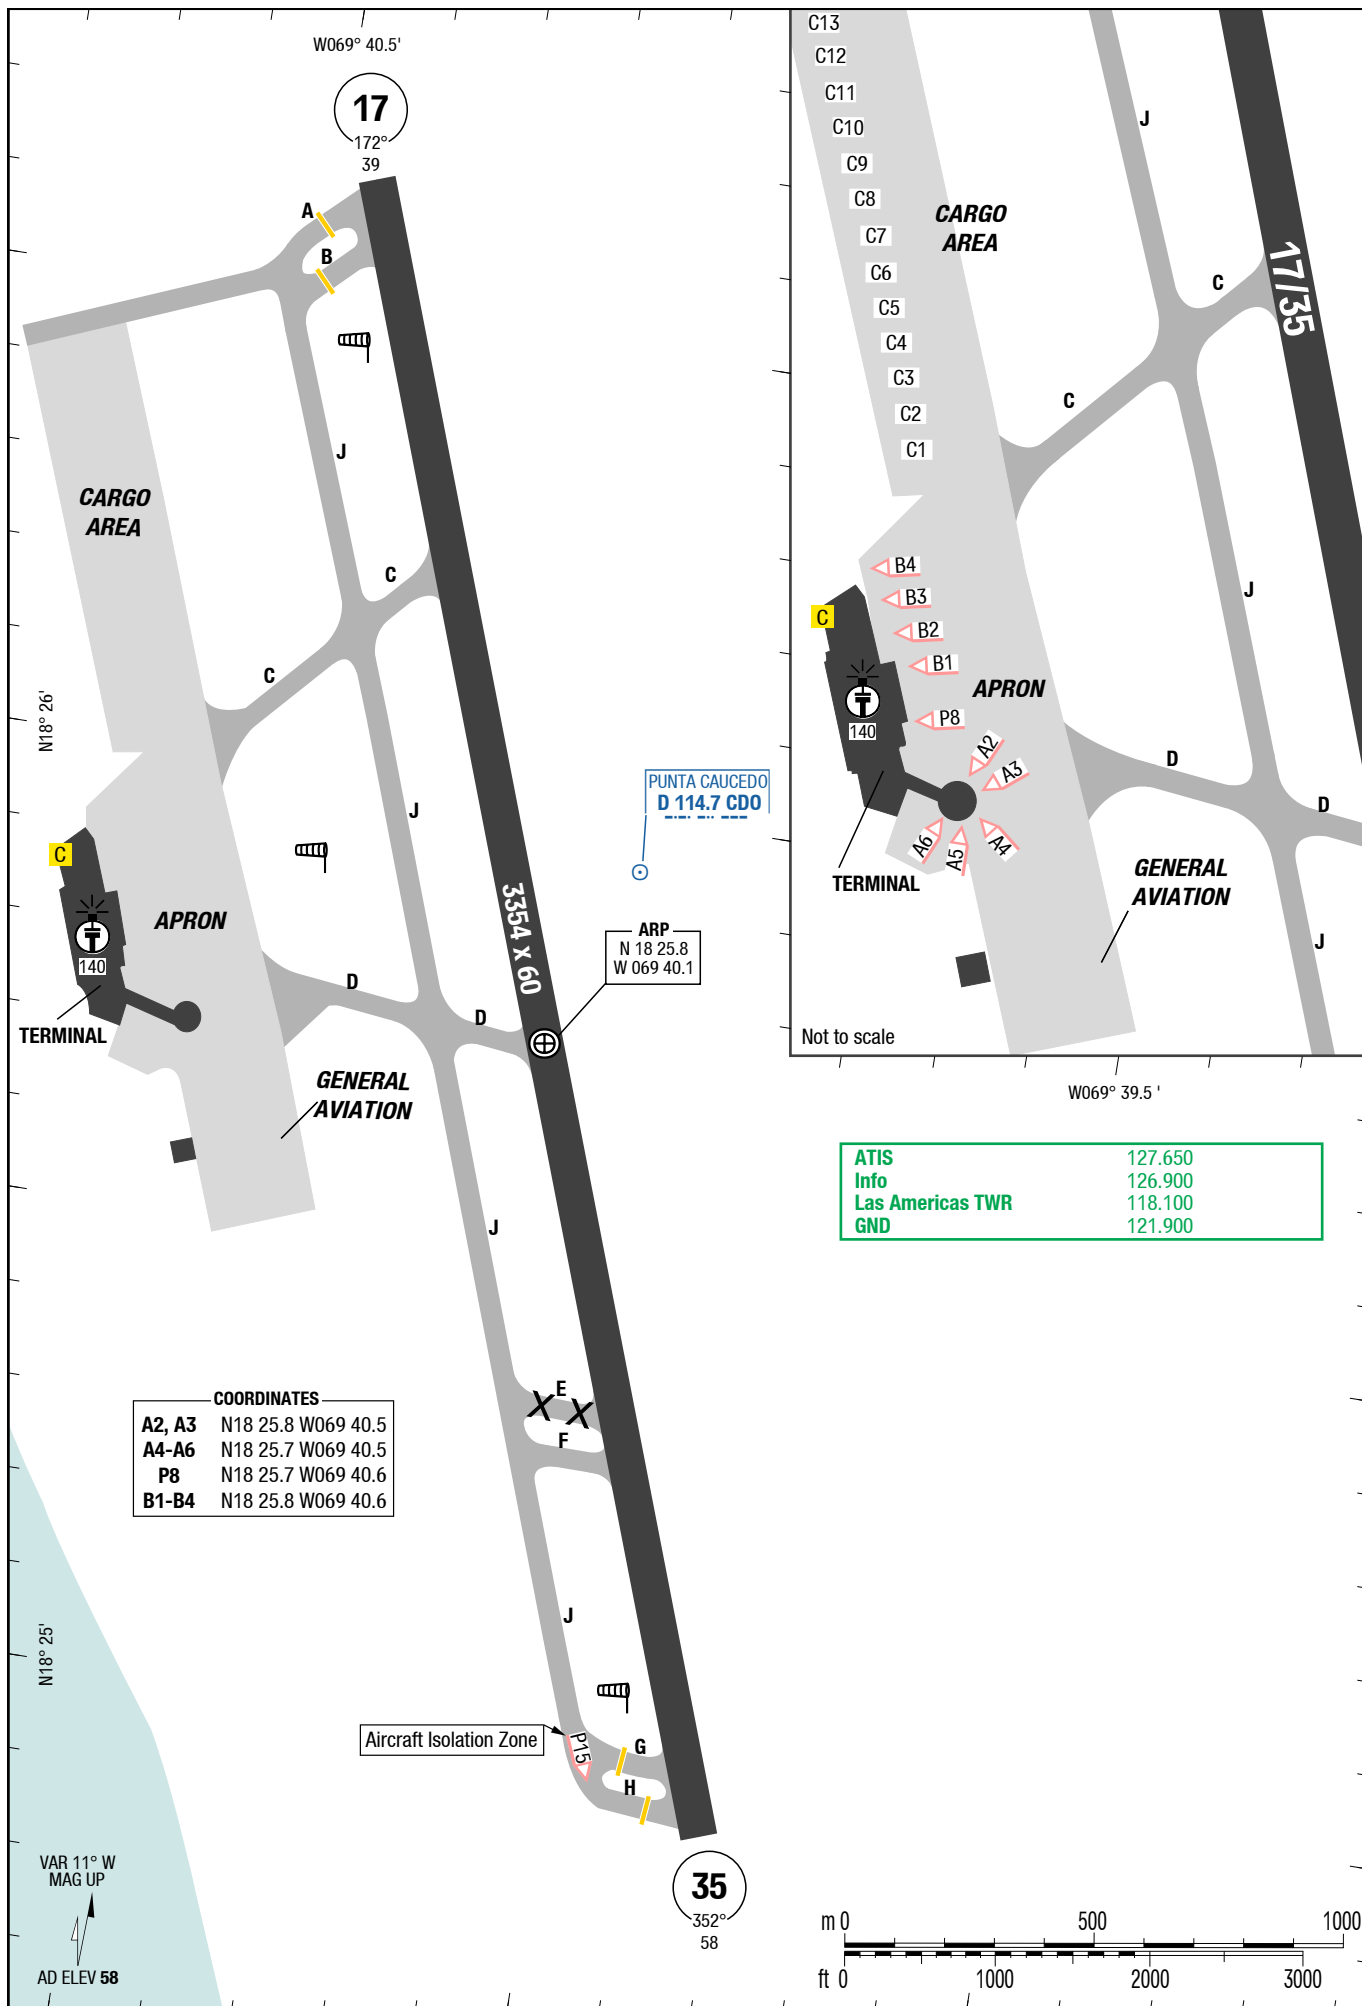 W069° 40.5'
17
172°
39
A
B
J
CARGO
AREA
C
C
N18° 26'
J
C
140
APRON
TERMINAL
D
D
3354 x 60
PUNTA CAUCEDO
D 114.7 CDO
ARP
N 18 25.8
W 069 40.1
GENERAL
AVIATION
J
E
F
COORDINATES
A2, A3 N18 25.8 W069 40.5
A4-A6 N18 25.7 W069 40.5
P8 N18 25.7 W069 40.6
B1-B4 N18 25.8 W069 40.6
J
N18° 25'
Aircraft Isolation Zone
P15
G
H
35
352°
58
VAR 11° W
MAG UP
AD ELEV 58
C13
C12
C11
C10
C9
C8
C7
C6
C5
C4
C3
C2
C1
CARGO
AREA
J
17/35
C
C
J
B4
B3
B2
B1
P8
C
140
APRON
A2
A3
A4
A5
A6
TERMINAL
D
D
GENERAL
AVIATION
J
Not to scale
W069° 39.5 '
ATIS 127.650
Info 126.900
Las Americas TWR 118.100
GND 121.900
m 0 500 1000
ft 0 1000 2000 3000